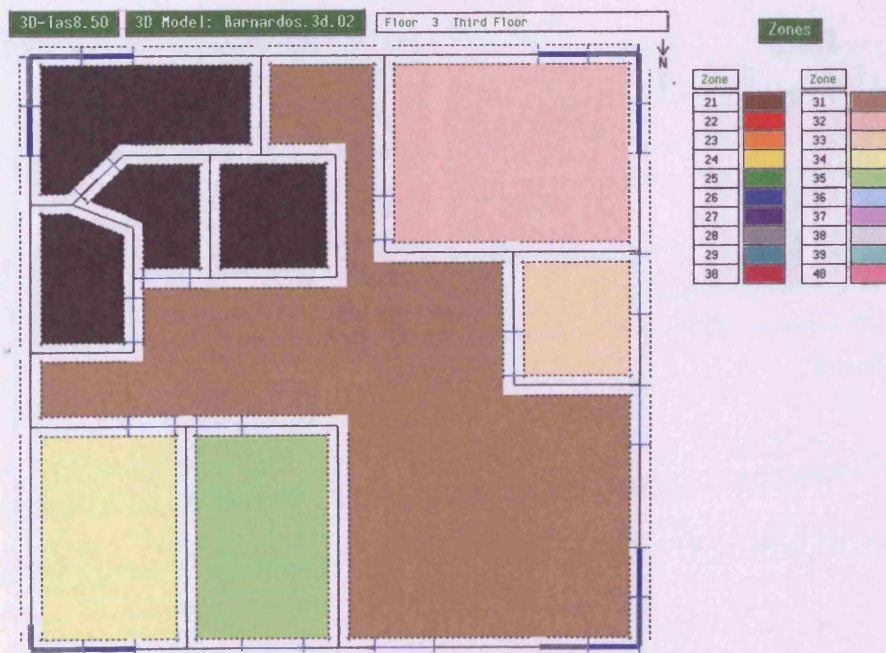 3D-Tas8.50 3D Model: Barnardos.3d.02 Floor 3 Third Floor
N
Zones
Zone Zone
21 31
22 32
23 33
24 34
25 35
26 36
27 37
28 38
29 39
30 40